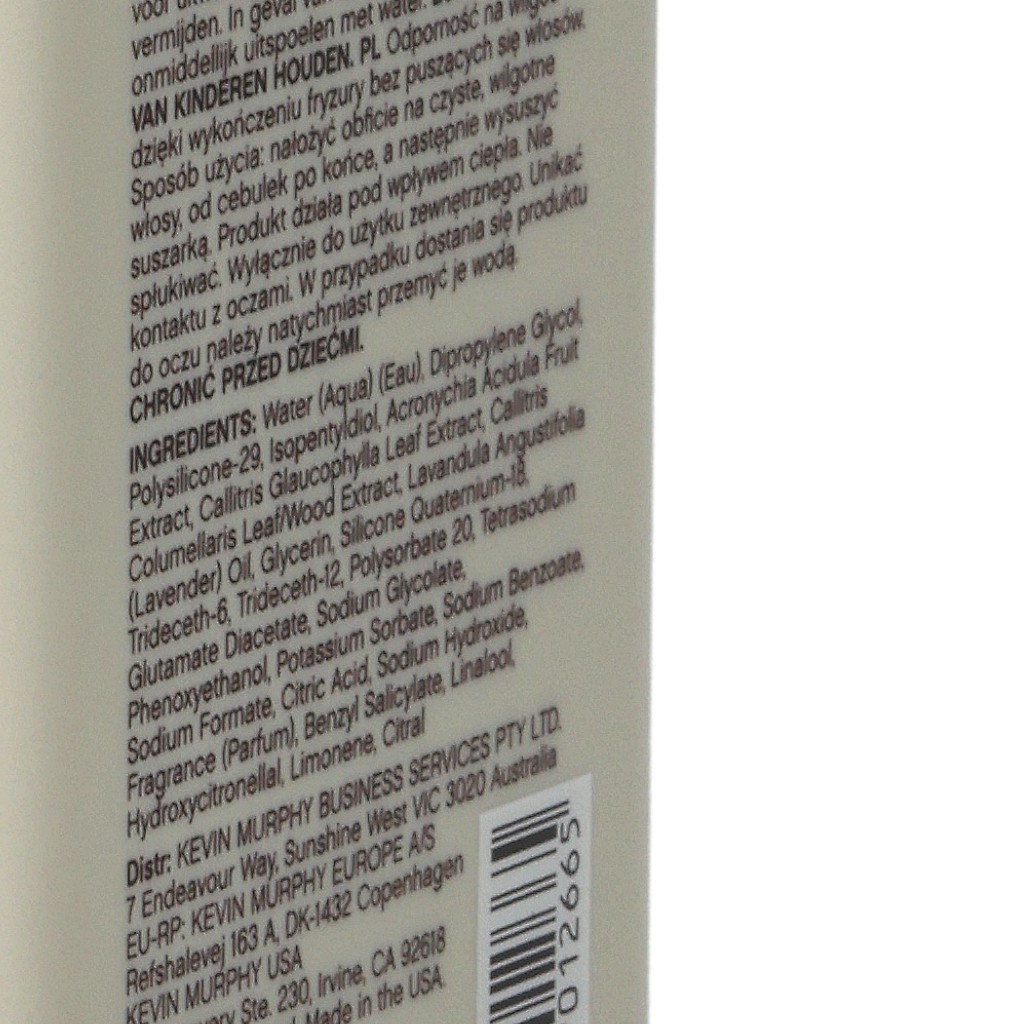 vermijden. In geval
onmiddellijk uitspoelen met water.
VAN KINDEREN HOUDEN. PL Odporność na
dzięki wykończeniu fryzury bez puszących się włosów.
Sposób użycia: nałożyć obficie na czyste, wilgotne
włosy, od cebulek po końce, a następnie wysuszyć
suszarką. Produkt działa pod wpływem ciepła. Nie
spłukiwać. Wyłącznie do użytku zewnętrznego. Unikać
kontaktu z oczami. W przypadku dostania się produktu
do oczu należy natychmiast przemyć je wodą.
CHRONIĆ PRZED DZIEĆMI.
INGREDIENTS: Water (Aqua) (Eau), Dipropylene Glycol,
Polysilicone-29, Isopentyldiol, Acronychia Acidula Fruit
Extract, Callitris Glaucophylla Leaf Extract, Callitris
Columellaris Leaf/Wood Extract, Lavandula Angustifolia
(Lavender) Oil, Glycerin, Silicone Quaternium-18,
Trideceth-6, Trideceth-12, Polysorbate 20, Tetrasodium
Glutamate Diacetate, Sodium Glycolate,
Phenoxyethanol, Potassium Sorbate, Sodium Benzoate,
Sodium Formate, Citric Acid, Sodium Hydroxide,
Fragrance (Parfum), Benzyl Salicylate, Linalool,
Hydroxycitronellal, Limonene, Citral
Distr: KEVIN MURPHY BUSINESS SERVICES PTY LTD.
7 Endeavour Way, Sunshine West VIC 3020 Australia
EU-RP: KEVIN MURPHY EUROPE A/S
Refshalevej 163 A, DK-1432 Copenhagen
KEVIN MURPHY USA
Ste. 230, Irvine, CA 92618
Made in the USA.
012665